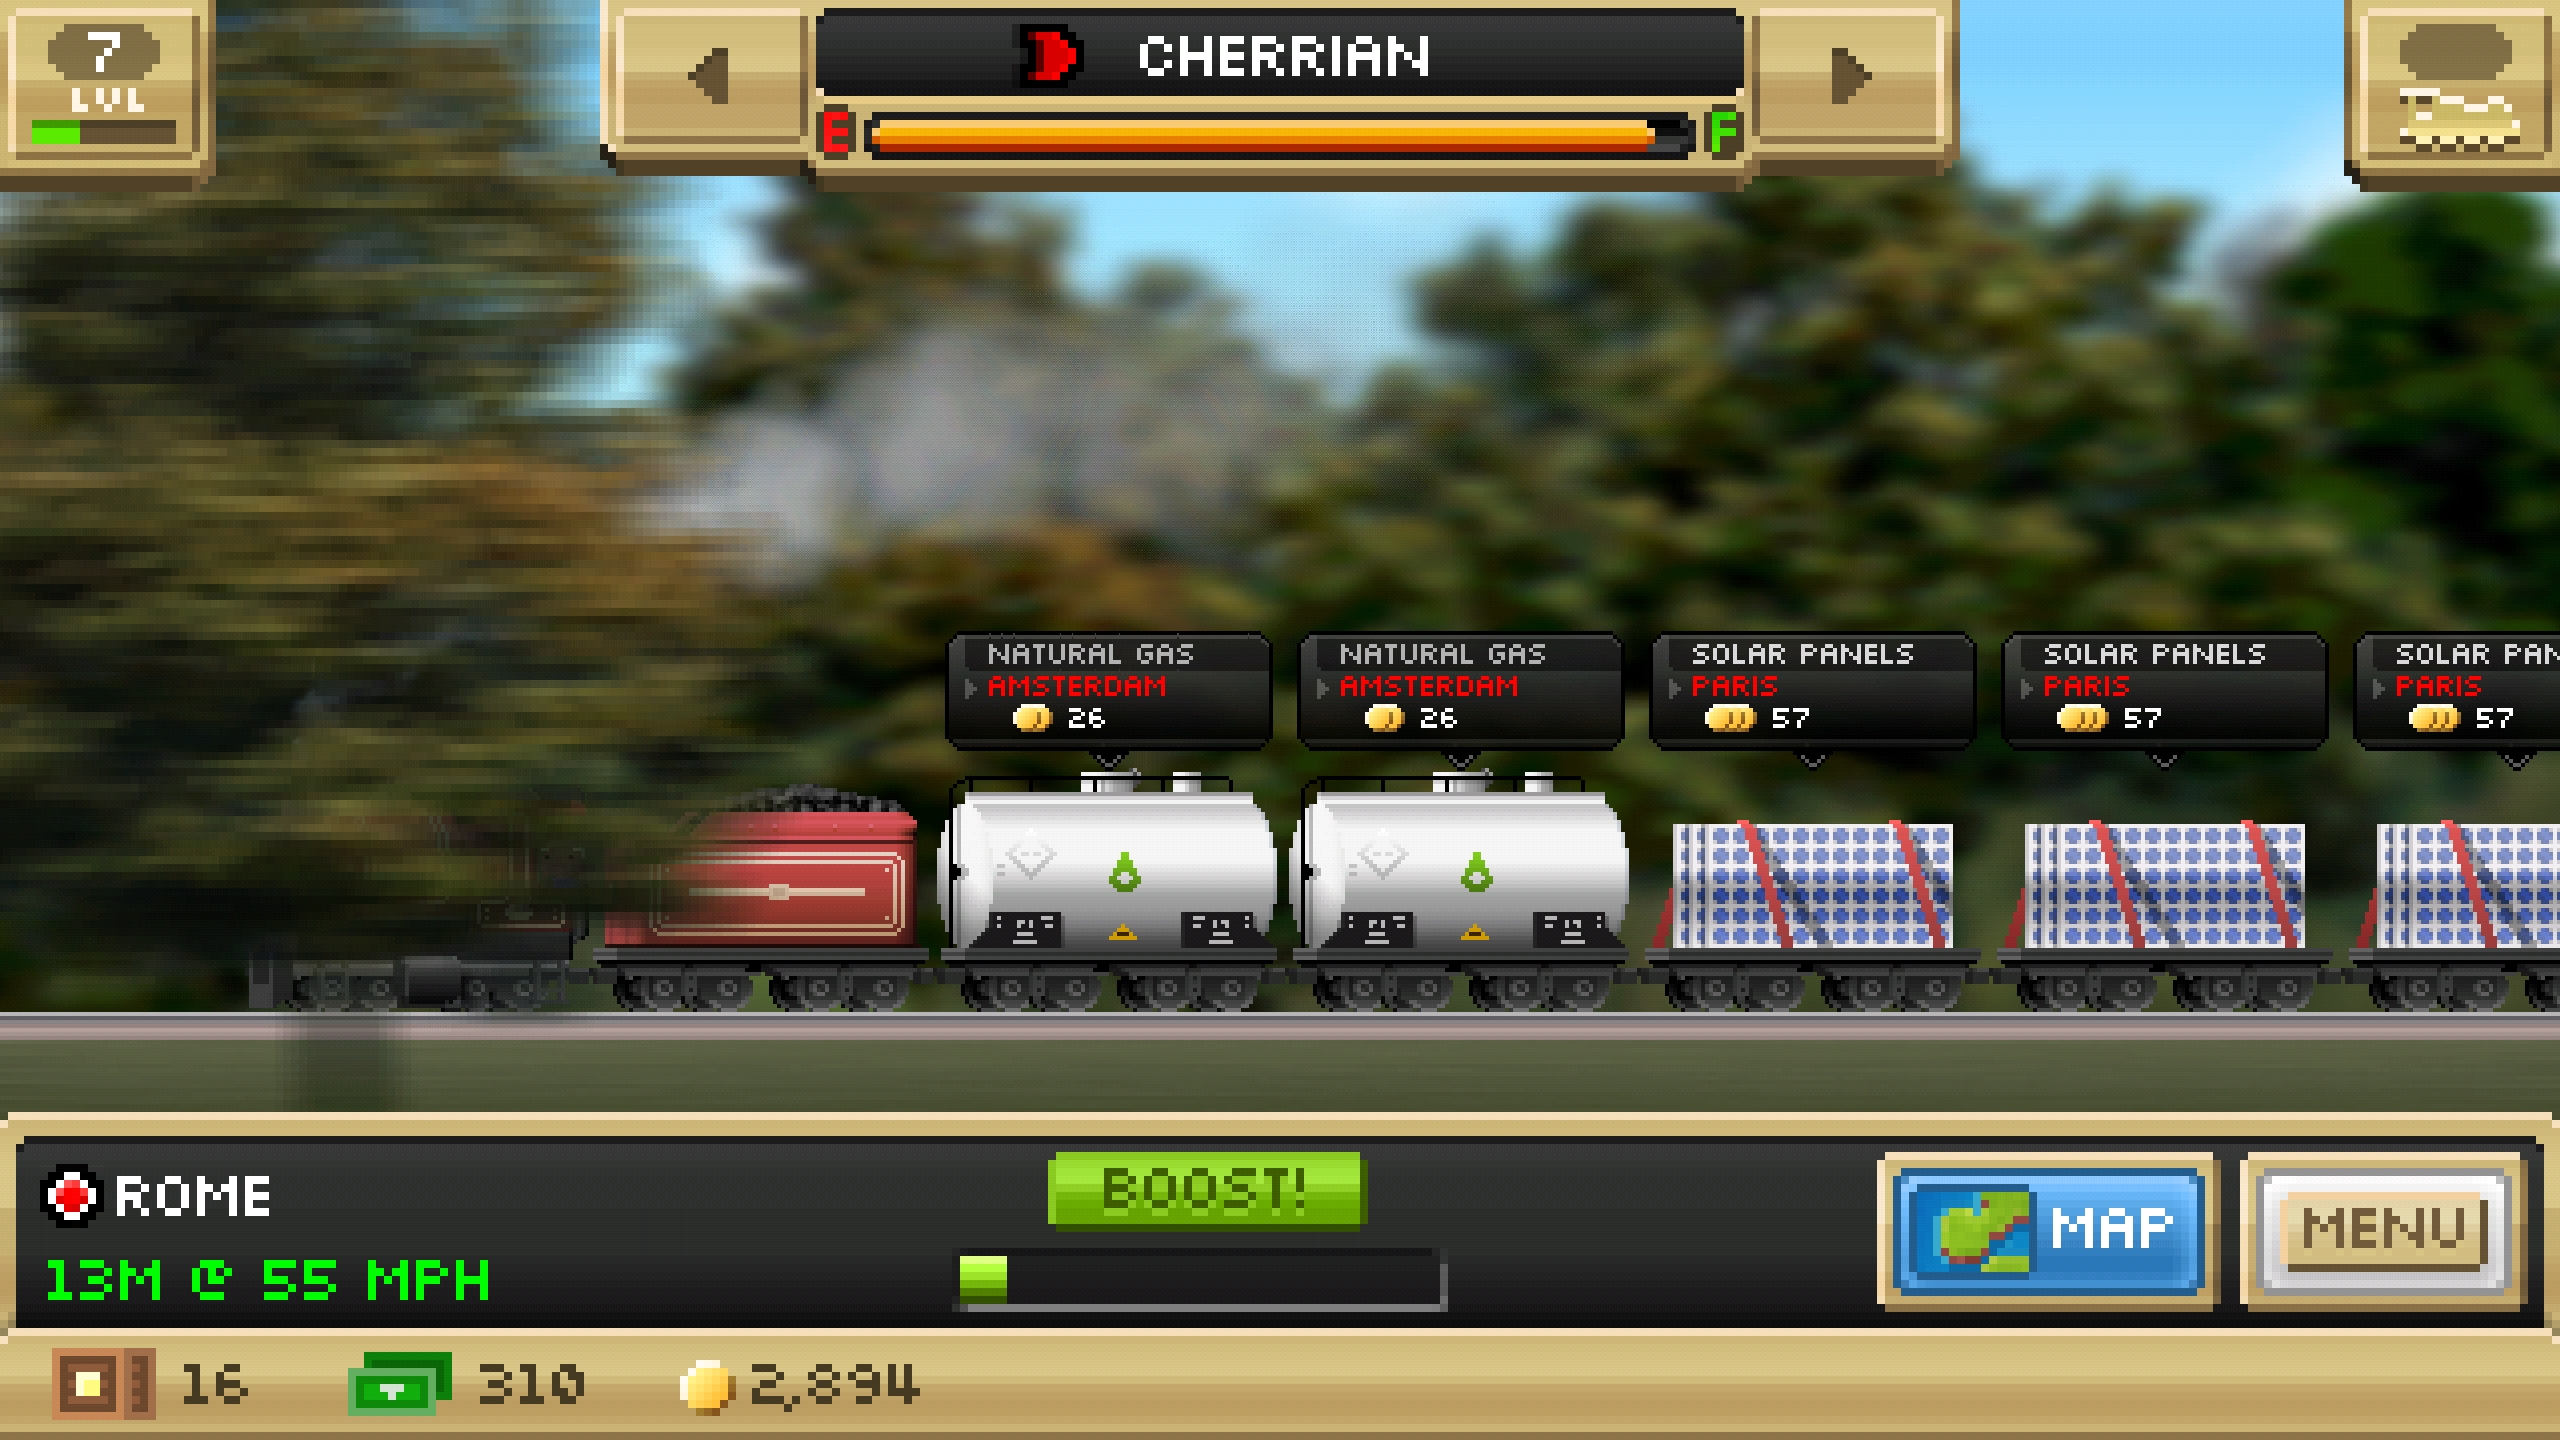 7
LVL
CHERRIAN
E F
NATURAL GAS
AMSTERDAM
26
NATURAL GAS
AMSTERDAM
26
SOLAR PANELS
PARIS
57
SOLAR PANELS
PARIS
57
SOLAR PAN
PARIS
57
ROME
13M @ 55 MPH
BOOST!
MAP
MENU
16 310 2,894